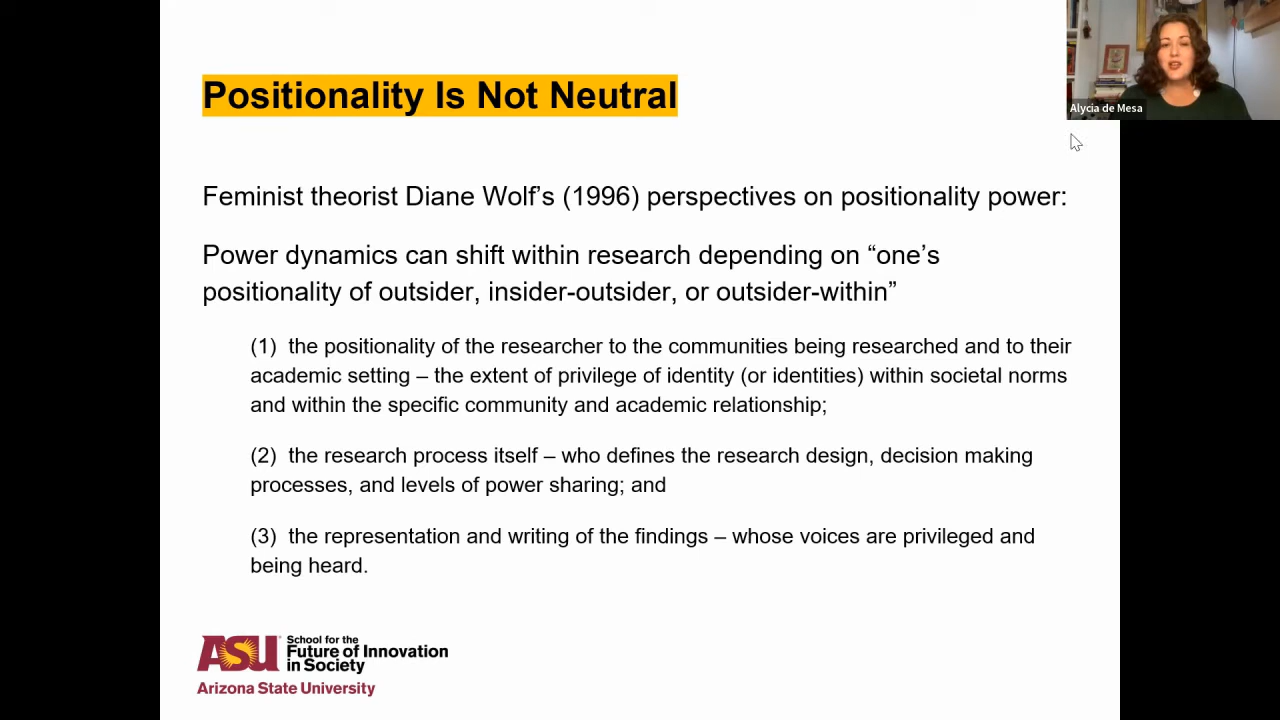 Positionality Is Not Neutral
Alycia de Mesa
Feminist theorist Diane Wolf’s (1996) perspectives on positionality power:
Power dynamics can shift within research depending on “one’s
positionality of outsider, insider-outsider, or outsider-within”
(1) the positionality of the researcher to the communities being researched and to their
academic setting – the extent of privilege of identity (or identities) within societal norms
and within the specific community and academic relationship;
(2) the research process itself – who defines the research design, decision making
processes, and levels of power sharing; and
(3) the representation and writing of the findings – whose voices are privileged and
being heard.
ASU
School for the
Future of Innovation
in Society
Arizona State University